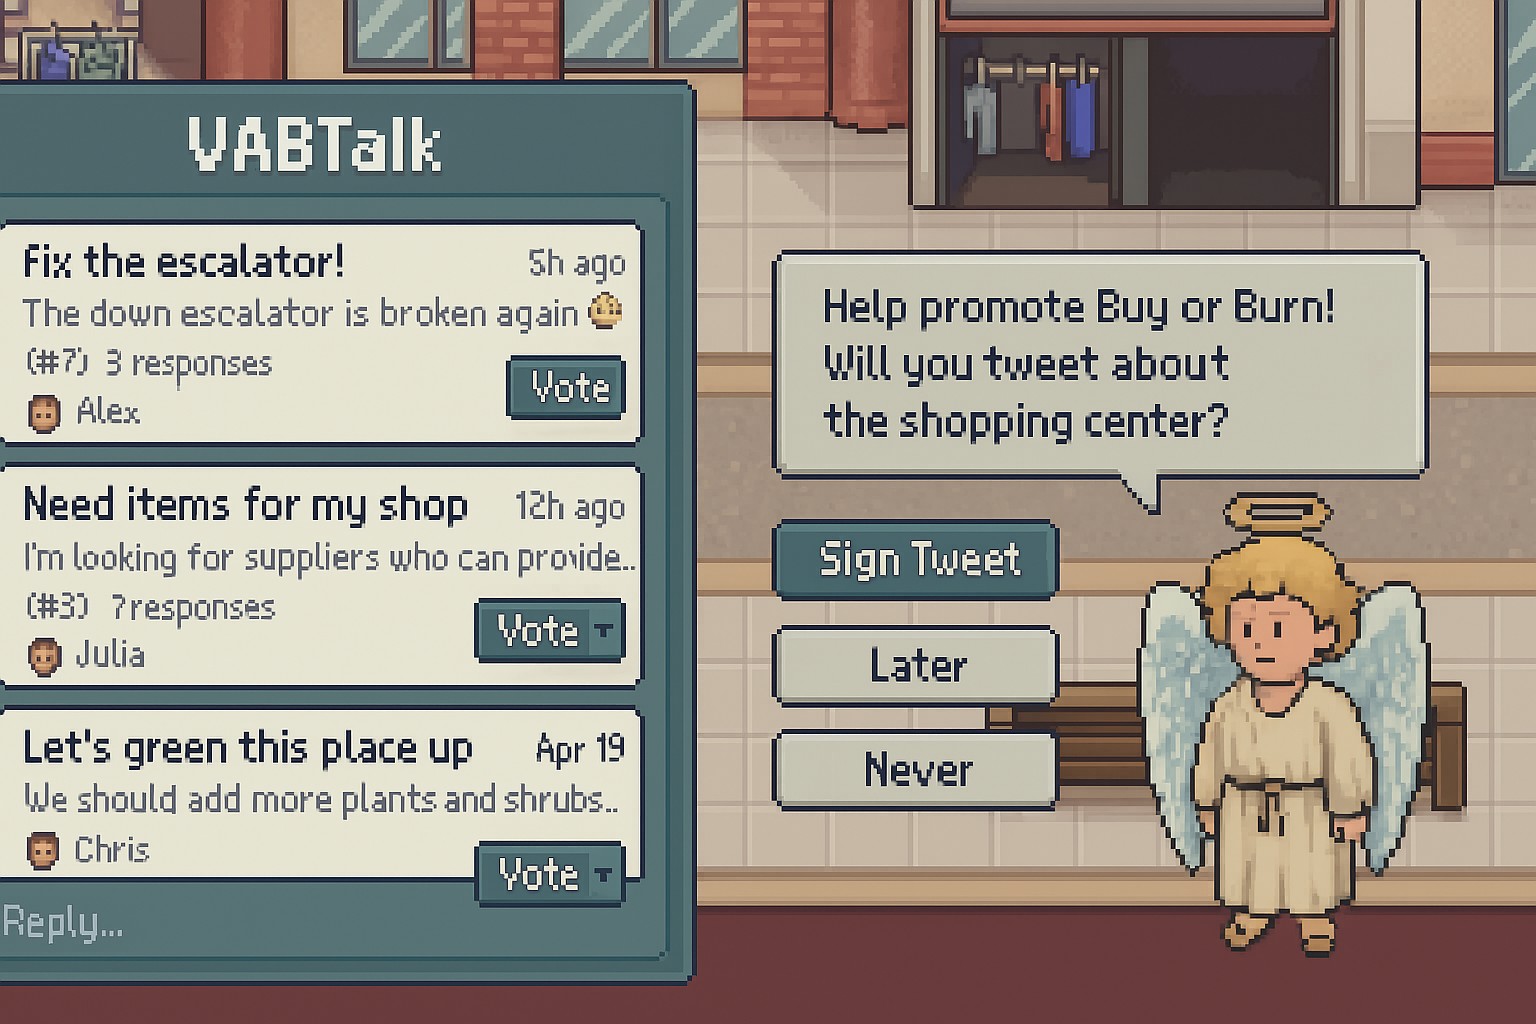 VABTalk
Fix the escalator!
5h ago
The down escalator is broken again
(#7) 3 responses
Vote
Alex
Need items for my shop
12h ago
I'm looking for suppliers who can provide..
(#3) 7 responses
Vote
Julia
Let's green this place up
Apr 19
We should add more plants and shrubs..
Chris
Vote
Reply...
Help promote Buy or Burn!
Will you tweet about
the shopping center?
Sign Tweet
Later
Never